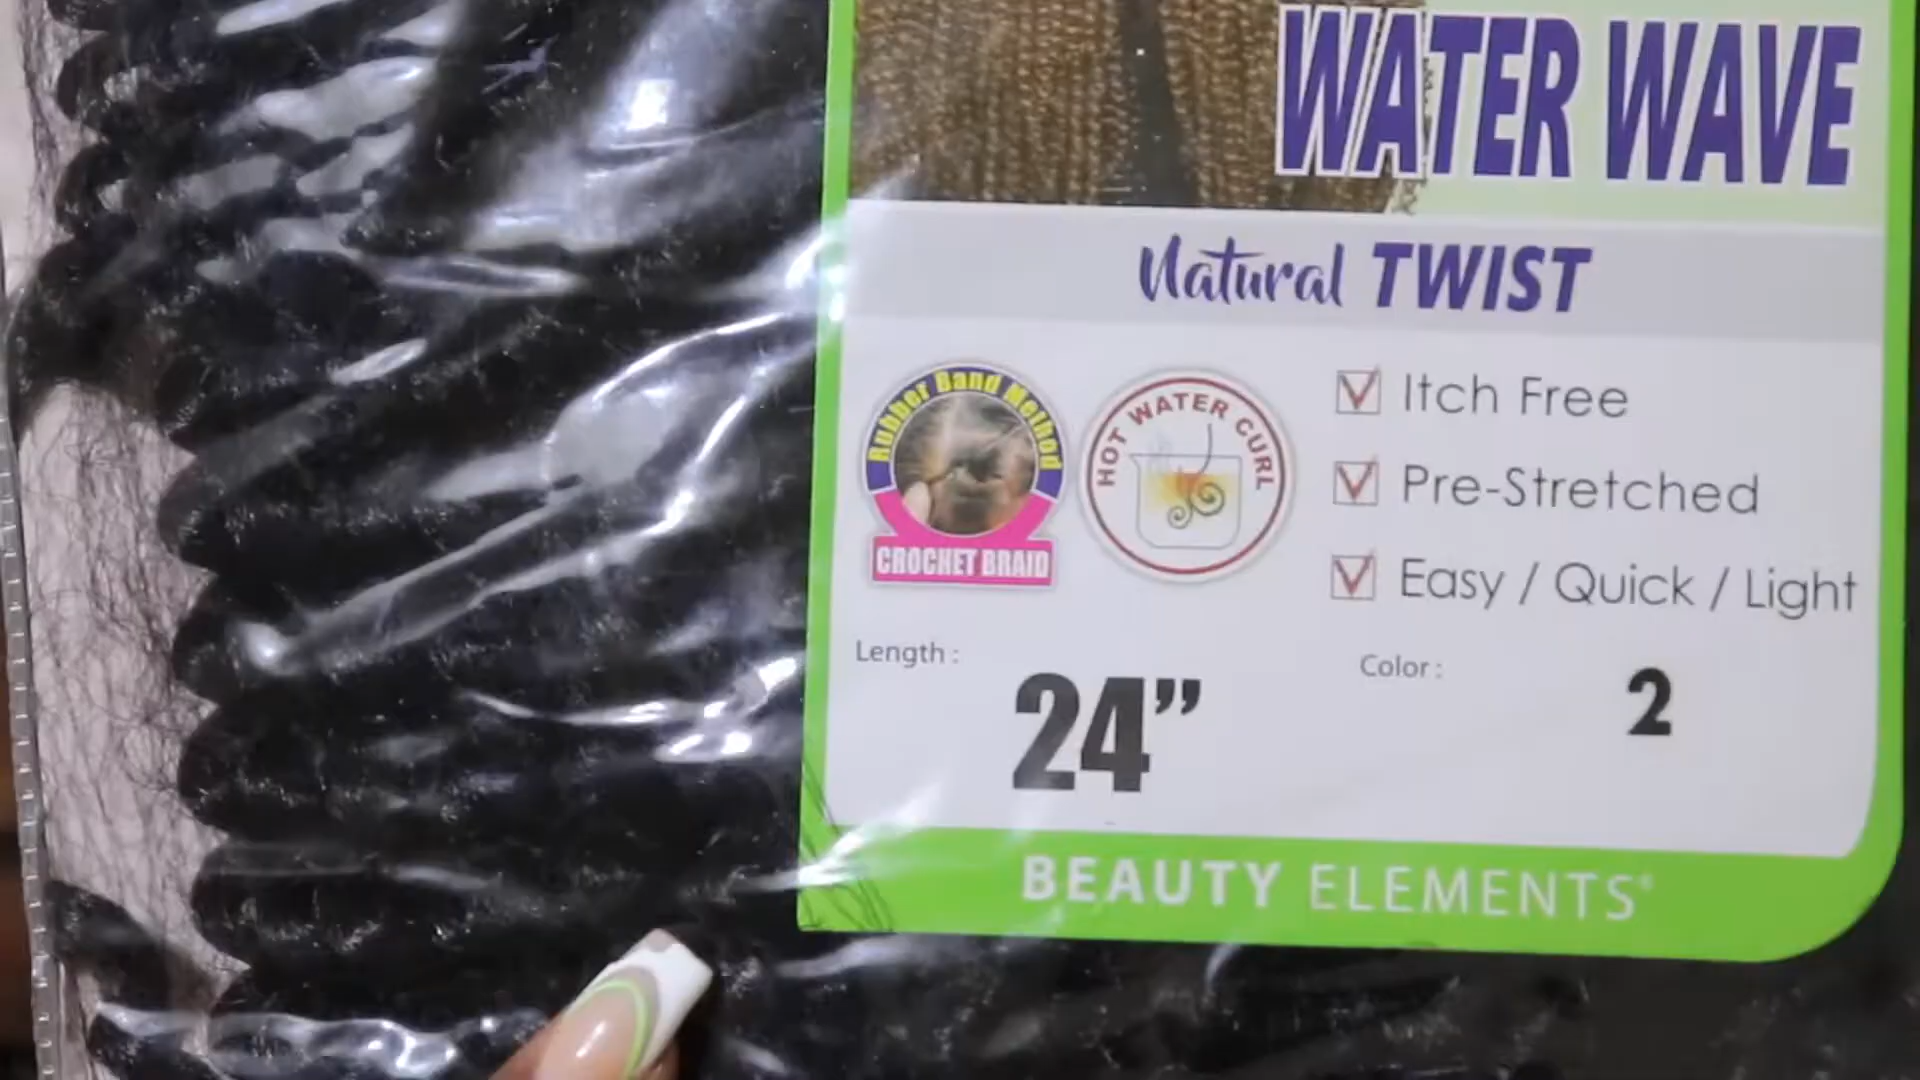 WATER WAVE
Natural TWIST
Rubber Band Method
CROCHET BRAID
HOT WATER CURL
Itch Free
Pre-Stretched
Easy / Quick / Light
Length :
24”
Color :
2
BEAUTY ELEMENTS®